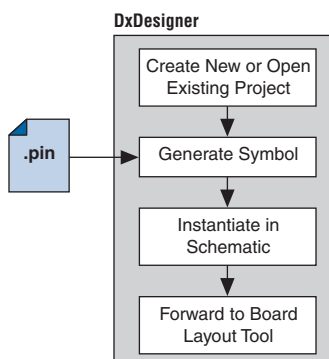 DxDesigner
Create New or Open
Existing Project
.pin
Generate Symbol
Instantiate in
Schematic
Forward to Board
Layout Tool